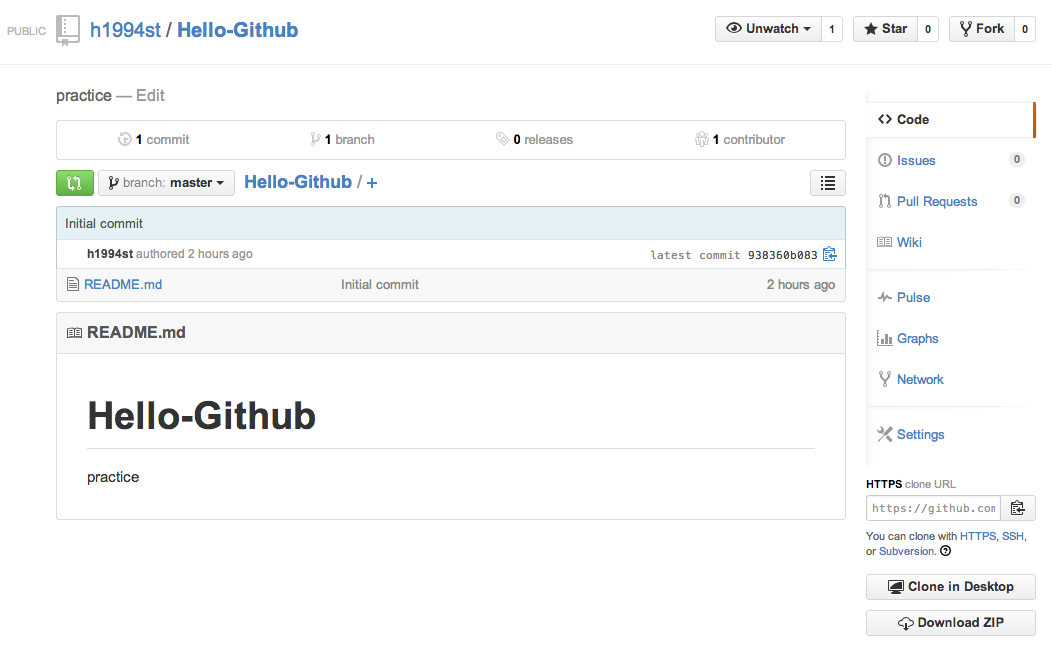 PUBLIC h1994st / Hello-Github Unwatch 1 Star 0 Fork 0
practice — Edit
1 commit 1 branch 0 releases 1 contributor
branch: master Hello-Github / +
Initial commit
h1994st authored 2 hours ago latest commit 938360b083
README.md Initial commit 2 hours ago
README.md
Hello-Github
practice
Code
Issues 0
Pull Requests 0
Wiki
Pulse
Graphs
Network
Settings
HTTPS clone URL
https://github.com
You can clone with HTTPS, SSH,
or Subversion.
Clone in Desktop
Download ZIP